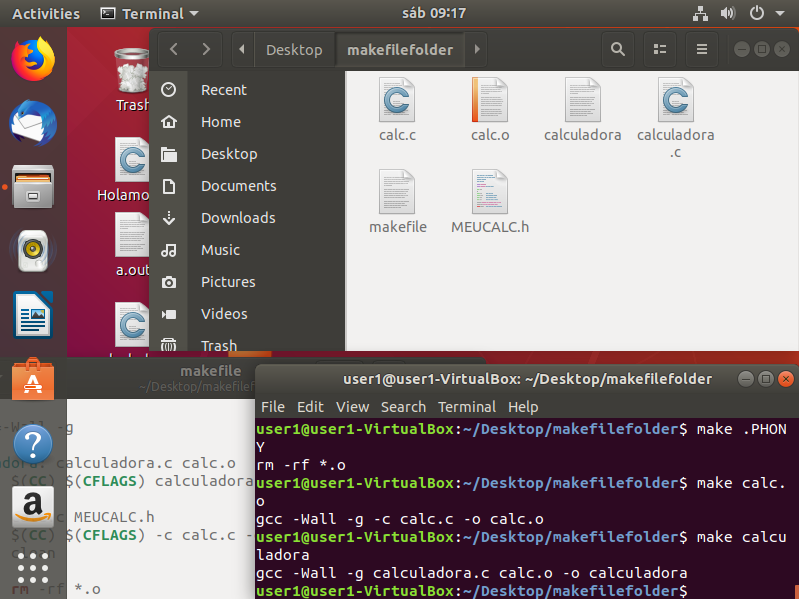 Activities Terminal sáb 09:17
Desktop makefilefolder
Trash
Holamo
a.out
Recent
Home
Desktop
Documents
Downloads
Music
Pictures
Videos
Trash
calc.c calc.o calculadora calculadora
.c
makefile MEUCALC.h
makefile
~/Desktop/makefilef
-Wall -g
calculadora.c calc.o
$(CC) $(CFLAGS) calculadora
MEUCALC.h
$(CC) $(CFLAGS) -c calc.c -
rm -rf *.o
user1@user1-VirtualBox: ~/Desktop/makefilefolder
File Edit View Search Terminal Help
user1@user1-VirtualBox:~/Desktop/makefilefolder$ make .PHON
Y
rm -rf *.o
user1@user1-VirtualBox:~/Desktop/makefilefolder$ make calc.
o
gcc -Wall -g -c calc.c -o calc.o
user1@user1-VirtualBox:~/Desktop/makefilefolder$ make calcu
ladora
gcc -Wall -g calculadora.c calc.o -o calculadora
user1@user1-VirtualBox:~/Desktop/makefilefolder$